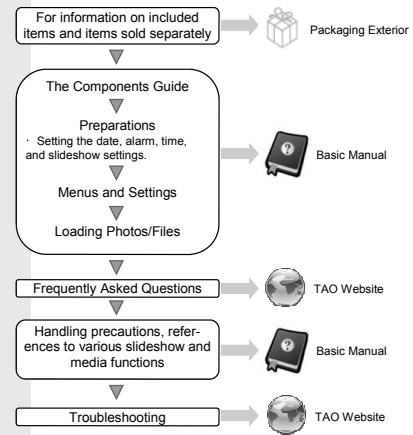 For information on included
items and items sold separately
Packaging Exterior
The Components Guide
Preparations
· Setting the date, alarm, time,
and slideshow settings.
Basic Manual
Menus and Settings
Loading Photos/Files
Frequently Asked Questions
TAO Website
Handling precautions, refer-
ences to various slideshow and
media functions
Basic Manual
Troubleshooting
TAO Website